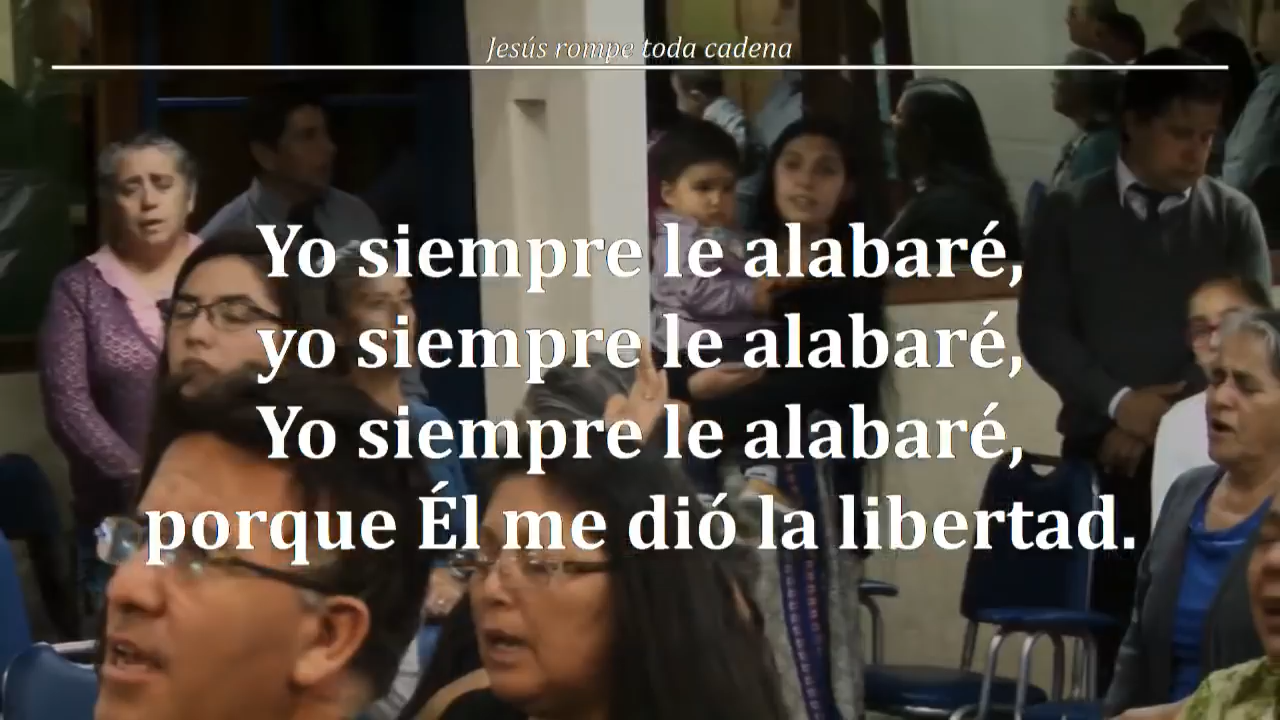 Jesús rompe toda cadena
Yo siempre le alabaré,
yo siempre le alabaré,
Yo siempre le alabaré,
porque Él me dió la libertad.